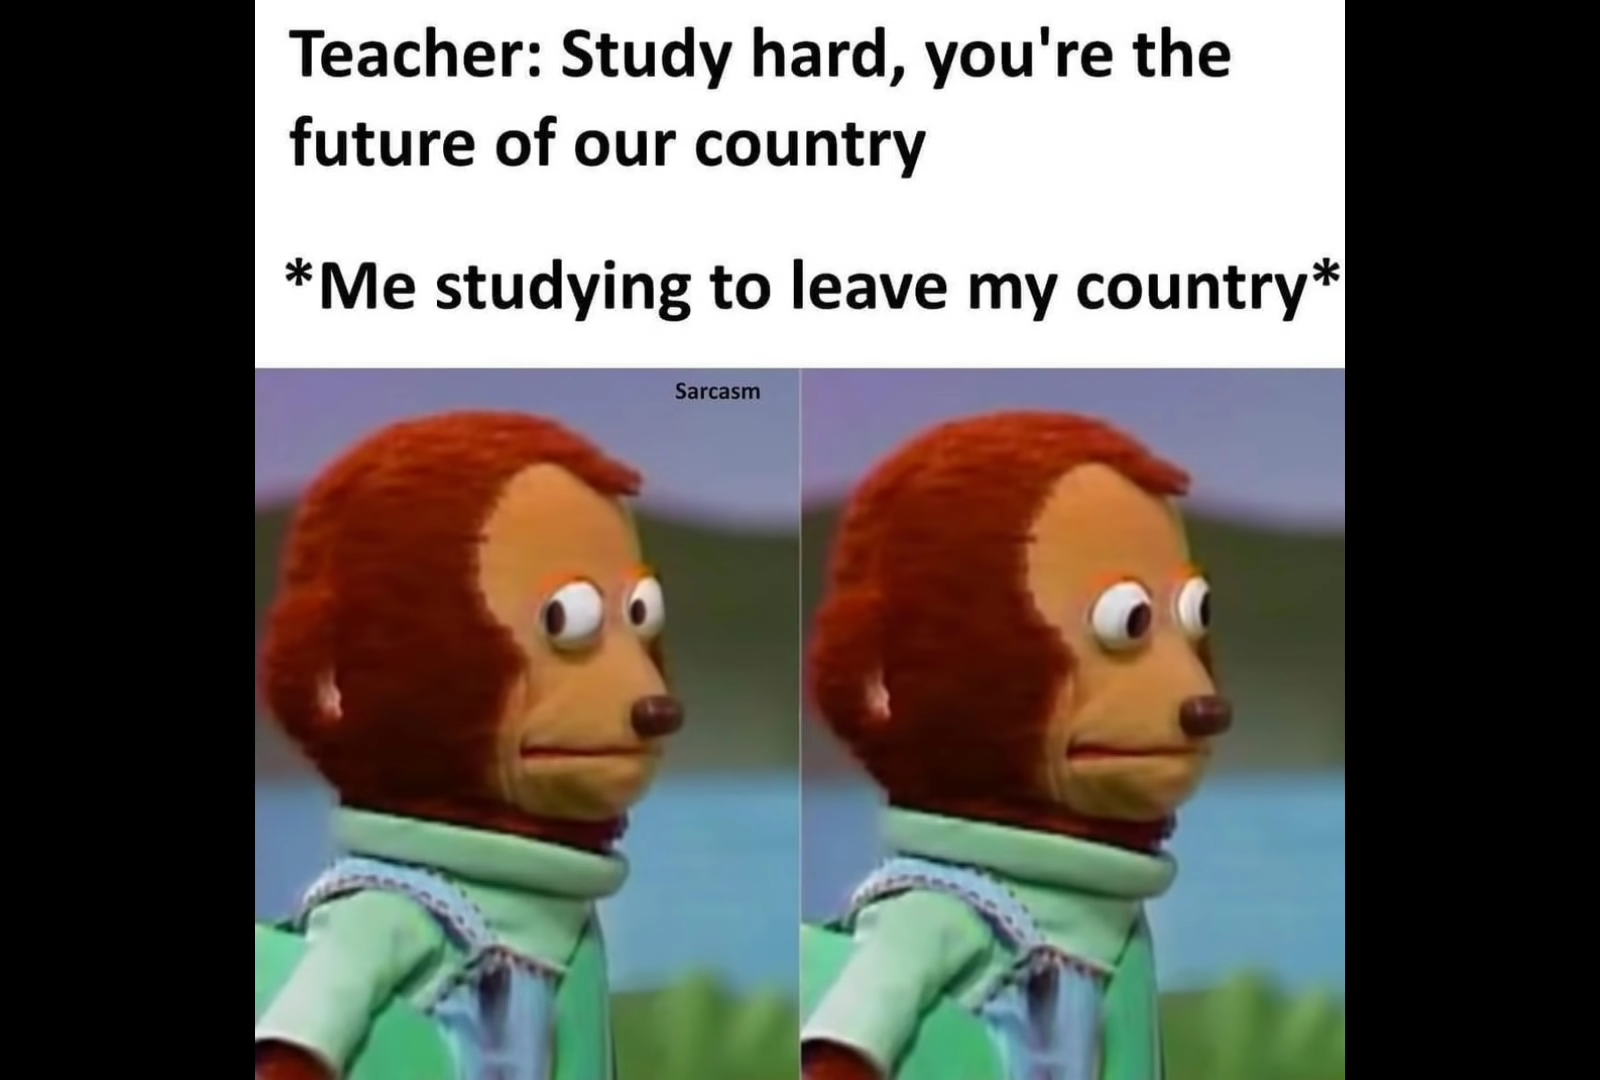 Teacher: Study hard, you're the
future of our country
*Me studying to leave my country*
Sarcasm